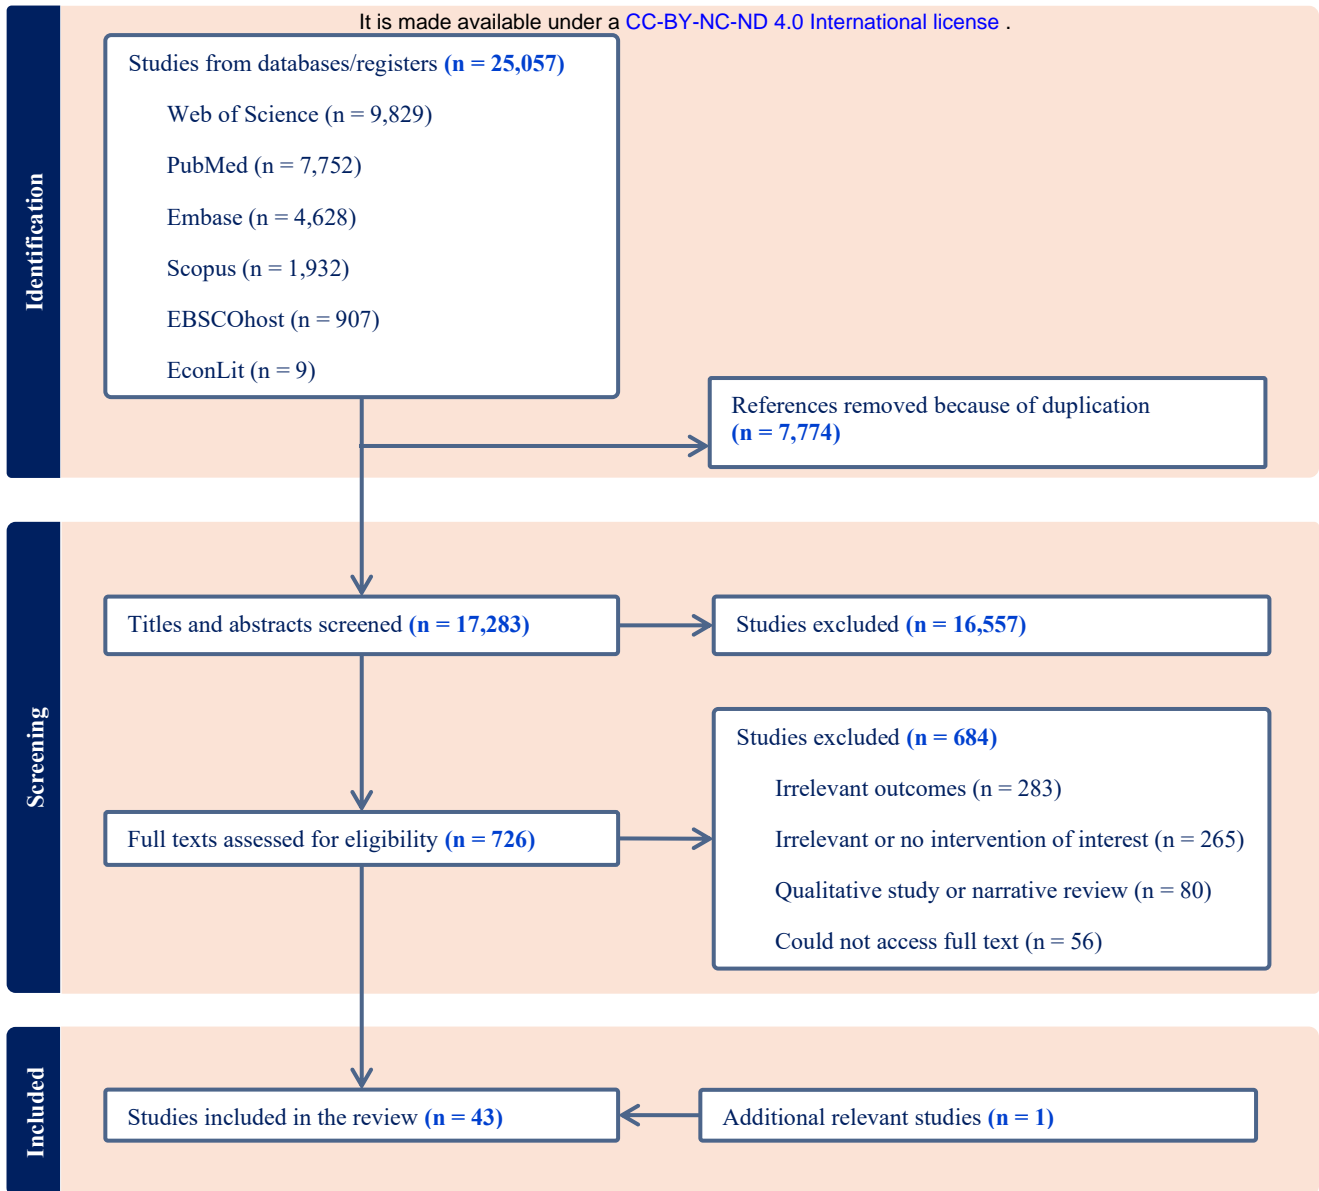 It is made available under a CC-BY-NC-ND 4.0 International license .
Identification
Studies from databases/registers (n = 25,057)
Web of Science (n = 9,829)
PubMed (n = 7,752)
Embase (n = 4,628)
Scopus (n = 1,932)
EBSCOhost (n = 907)
EconLit (n = 9)
References removed because of duplication
(n = 7,774)
Screening
Titles and abstracts screened (n = 17,283)
Studies excluded (n = 16,557)
Full texts assessed for eligibility (n = 726)
Studies excluded (n = 684)
Irrelevant outcomes (n = 283)
Irrelevant or no intervention of interest (n = 265)
Qualitative study or narrative review (n = 80)
Could not access full text (n = 56)
Included
Studies included in the review (n = 43)
Additional relevant studies (n = 1)